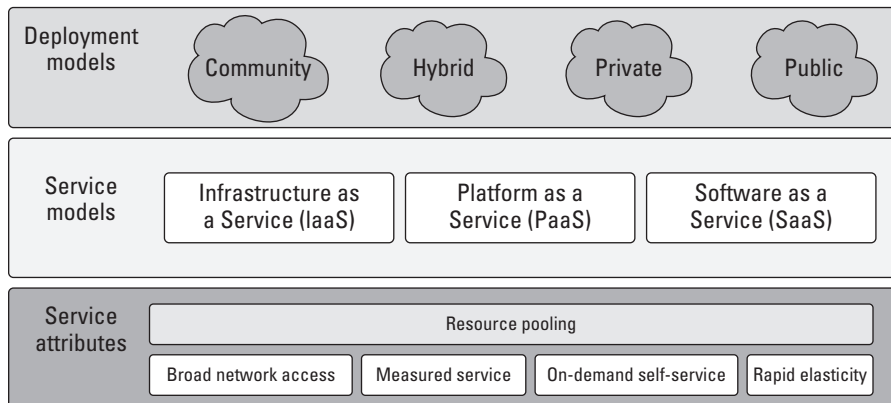 Deployment
models
Community
Hybrid
Private
Public
Service
models
Infrastructure as
a Service (IaaS)
Platform as a
Service (PaaS)
Software as a
Service (SaaS)
Service
attributes
Resource pooling
Broad network access
Measured service
On-demand self-service
Rapid elasticity